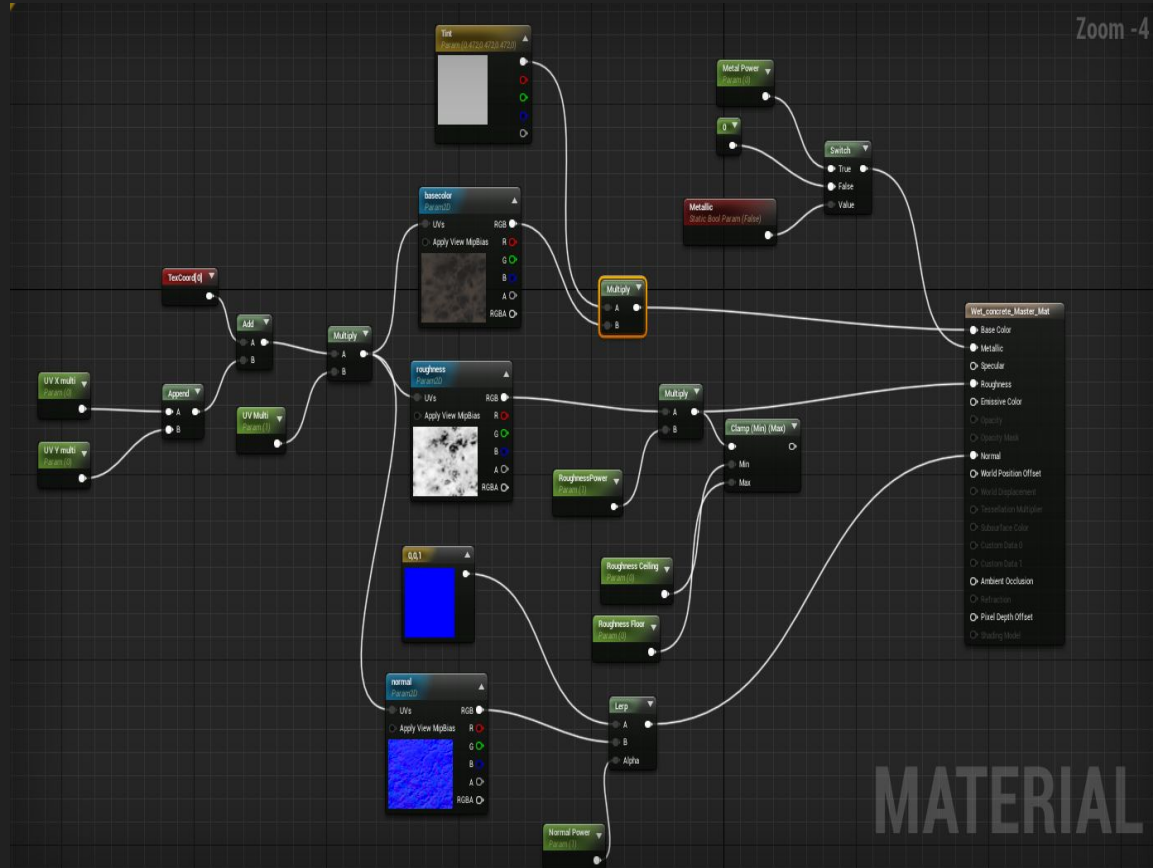 Zoom -4
Tint
Param (0.472,0.472,0.472,0)
Metal Power
Param (0)
0
Switch
True
False
Value
Metallic
Static Bool Param (False)
basecolor
Param2D
UVs
RGB
Apply View MipBias
R
G
B
A
RGBA
TexCoord[0]
Add
A
B
Multiply
A
B
Multiply
A
B
UV X multi
Param (0)
Append
A
B
UV Multi
Param (1)
UV Y multi
Param (0)
roughness
Param2D
UVs
RGB
Apply View MipBias
R
G
B
A
RGBA
Multiply
A
B
Clamp (Min) (Max)
Min
Max
RoughnessPower
Param (1)
Roughness Ceiling
Param (0)
Roughness Floor
Param (0)
0,0,1
normal
Param2D
UVs
RGB
Apply View MipBias
R
G
B
A
RGBA
Lerp
A
B
Alpha
Normal Power
Param (1)
Wet_concrete_Master_Mat
Base Color
Metallic
Specular
Roughness
Emissive Color
Opacity
Opacity Mask
Normal
World Position Offset
World Displacement
Tessellation Multiplier
Subsurface Color
Custom Data 0
Custom Data 1
Ambient Occlusion
Refraction
Pixel Depth Offset
Shading Model
MATERIAL